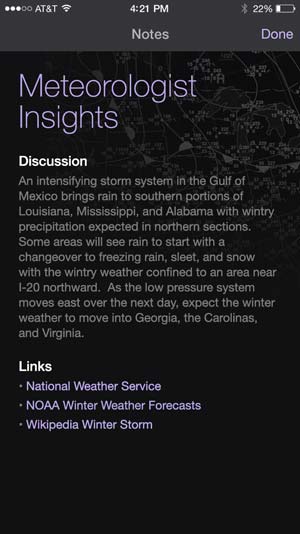 ●●●○○ AT&T 4:21 PM 22%
Notes Done
Meteorologist
Insights
Discussion
An intensifying storm system in the Gulf of
Mexico brings rain to southern portions of
Louisiana, Mississippi, and Alabama with wintry
precipitation expected in northern sections.
Some areas will see rain to start with a
changeover to freezing rain, sleet, and snow
with the wintry weather confined to an area near
I-20 northward.  As the low pressure system
moves east over the next day, expect the winter
weather to move into Georgia, the Carolinas,
and Virginia.
Links
• National Weather Service
• NOAA Winter Weather Forecasts
• Wikipedia Winter Storm